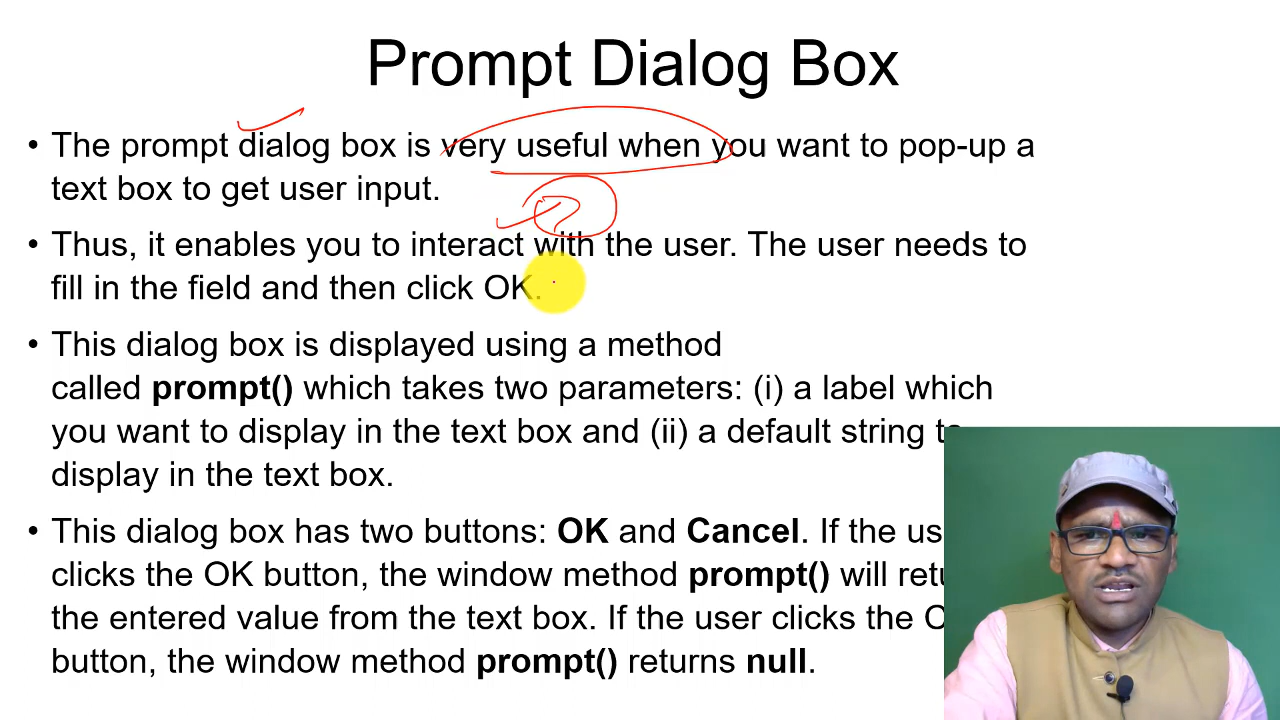 Prompt Dialog Box
• The prompt dialog box is very useful when you want to pop-up a
text box to get user input.
• Thus, it enables you to interact with the user. The user needs to
fill in the field and then click OK.
• This dialog box is displayed using a method
called prompt() which takes two parameters: (i) a label which
you want to display in the text box and (ii) a default string to
display in the text box.
• This dialog box has two buttons: OK and Cancel. If the
clicks the OK button, the window method prompt() will
the entered value from the text box. If the user clicks the
button, the window method prompt() returns null.